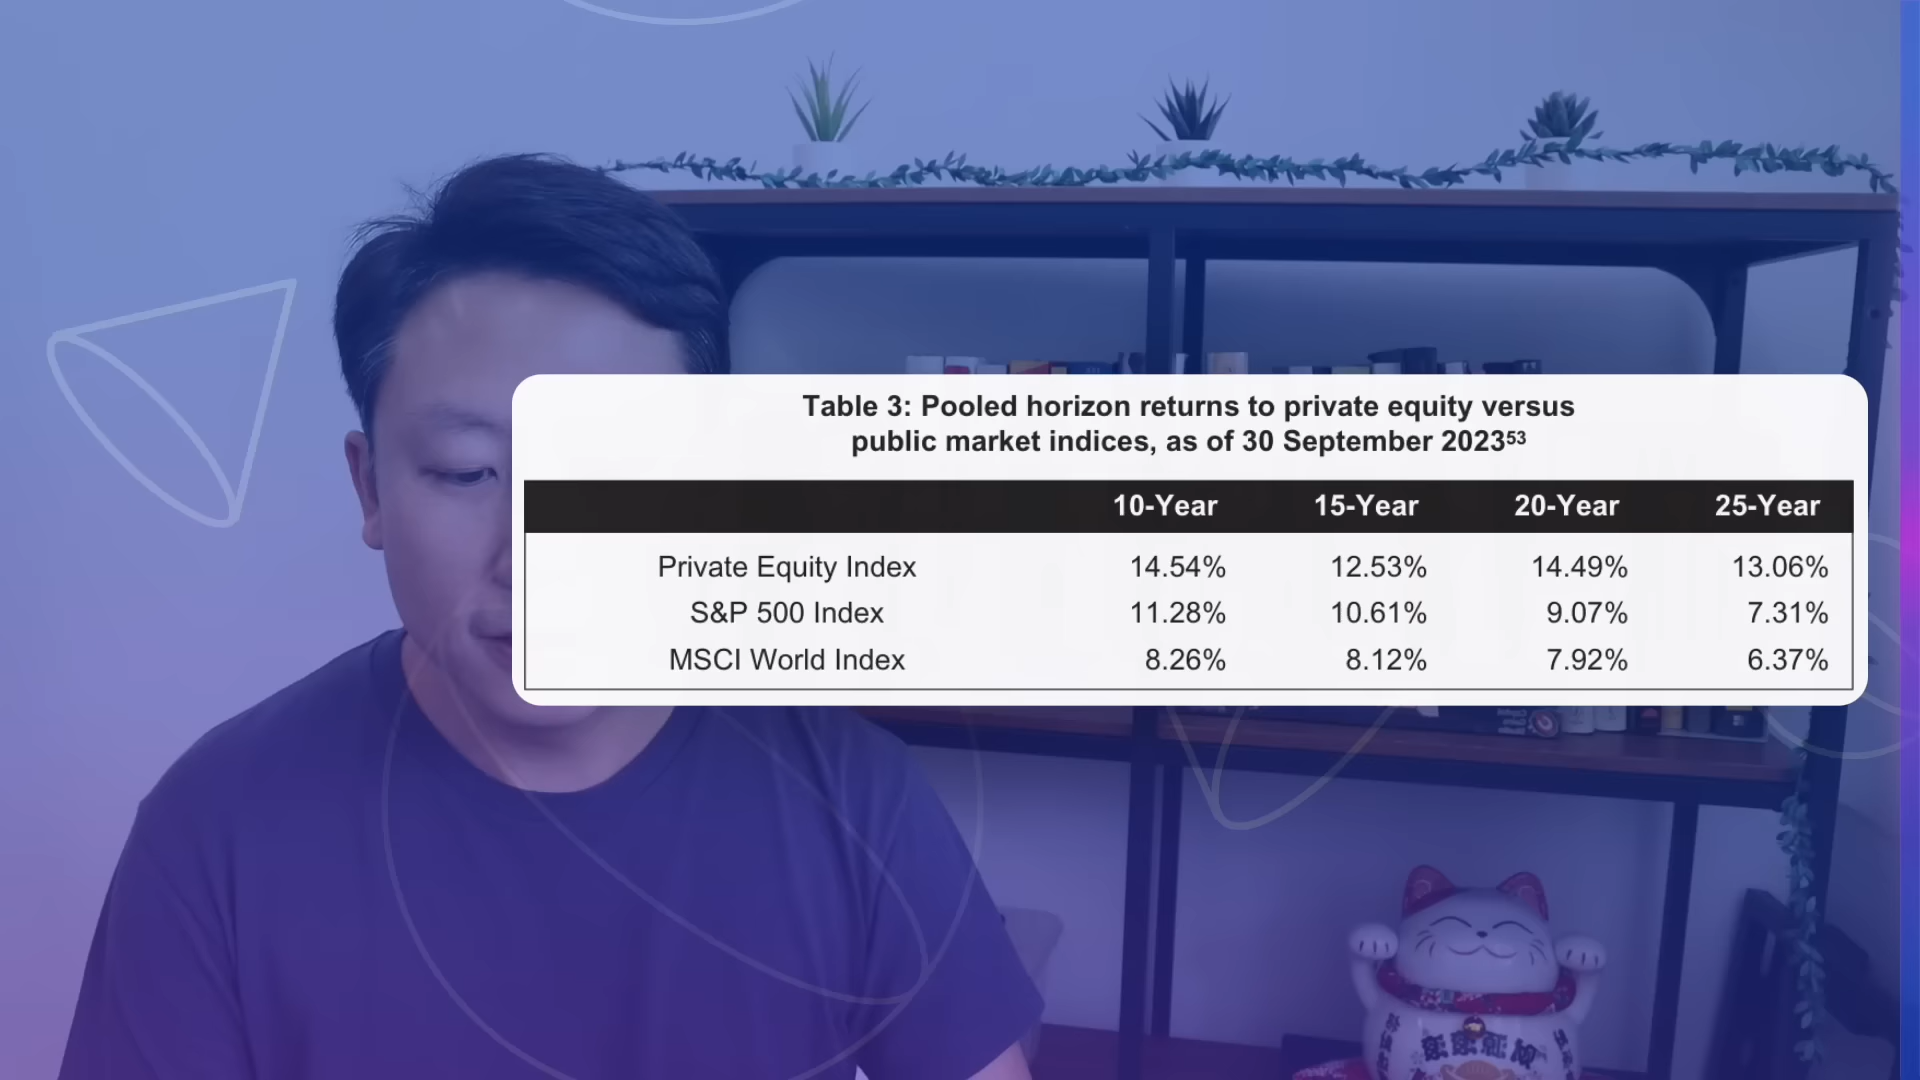 Table 3: Pooled horizon returns to private equity versus
public market indices, as of 30 September 2023⁵³
10-Year 15-Year 20-Year 25-Year
Private Equity Index 14.54% 12.53% 14.49% 13.06%
S&P 500 Index 11.28% 10.61% 9.07% 7.31%
MSCI World Index 8.26% 8.12% 7.92% 6.37%